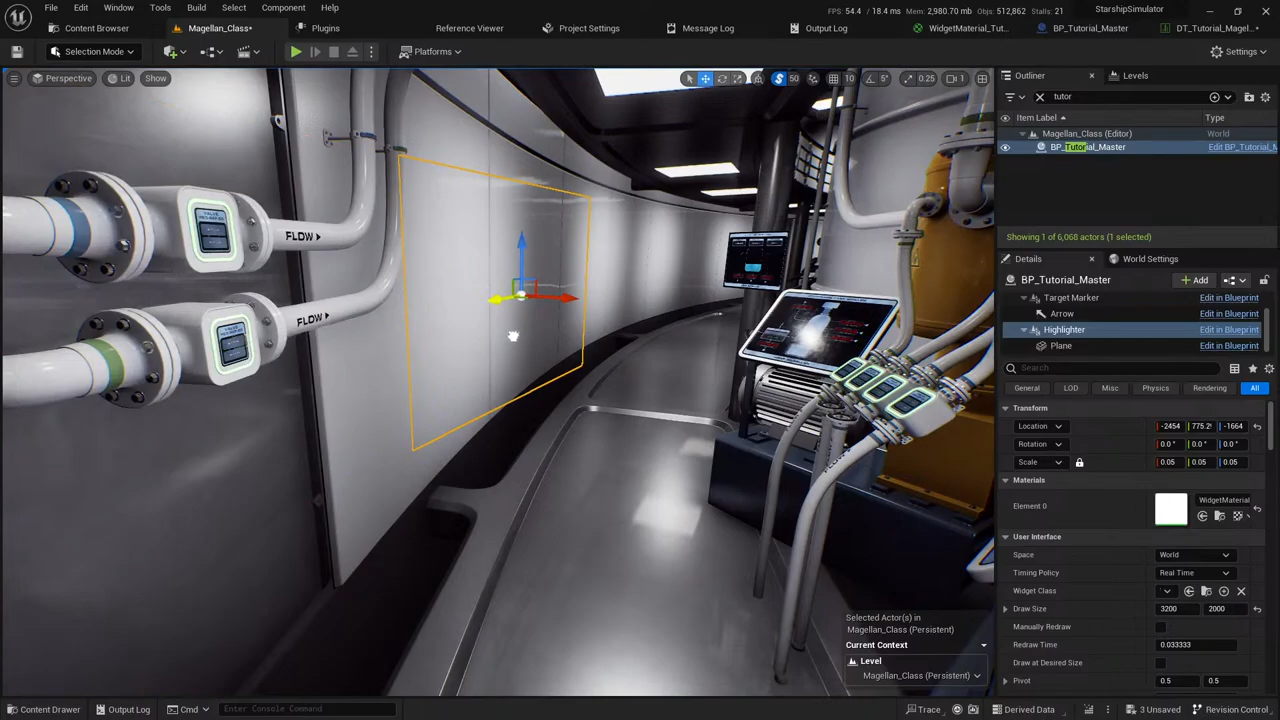 File Edit Window Tools Build Select Actor Help
FPS: 54.4 / 18.4 ms Mem: 2,980.70 mb Objs: 512,862 Stalls: 21
StarshipSimulator
Content Browser
Magellan_Class•
Plugins
Reference Viewer
Project Settings
Message Log
Output Log
WidgetMaterial_Tut...
BP_Tutorial_Master
DT_Tutorial_Magel...•
Selection Mode
Platforms
Settings
Perspective
Lit
Show
50
10
5°
0.25
1
FLOW
FLOW
Selected Actor(s) in
Magellan_Class (Persistent)
Current Context
Level
Magellan_Class (Persistent)
Outliner
Levels
tutor
Item Label
Type
Magellan_Class (Editor) World
BP_Tutorial_Master Edit BP_Tutorial_M
Showing 1 of 6,068 actors (1 selected)
Details
World Settings
BP_Tutorial_Master
Add
Target Marker Edit in Blueprint
Arrow Edit in Blueprint
Highlighter Edit in Blueprint
Plane Edit in Blueprint
Search
General LOD Misc Physics Rendering All
Transform
Location -2454 775.2 -1664
Rotation 0.0 ° 0.0 ° 0.0 °
Scale 0.05 0.05 0.05
Materials
Element 0
WidgetMaterial
User Interface
Space World
Timing Policy Real Time
Widget Class
Draw Size 3200 2000
Manually Redraw
Redraw Time 0.033333
Draw at Desired Size
Pivot 0.5 0.5
Content Drawer
Output Log
Cmd
Enter Console Command
Trace
Derived Data
3 Unsaved
Revision Control